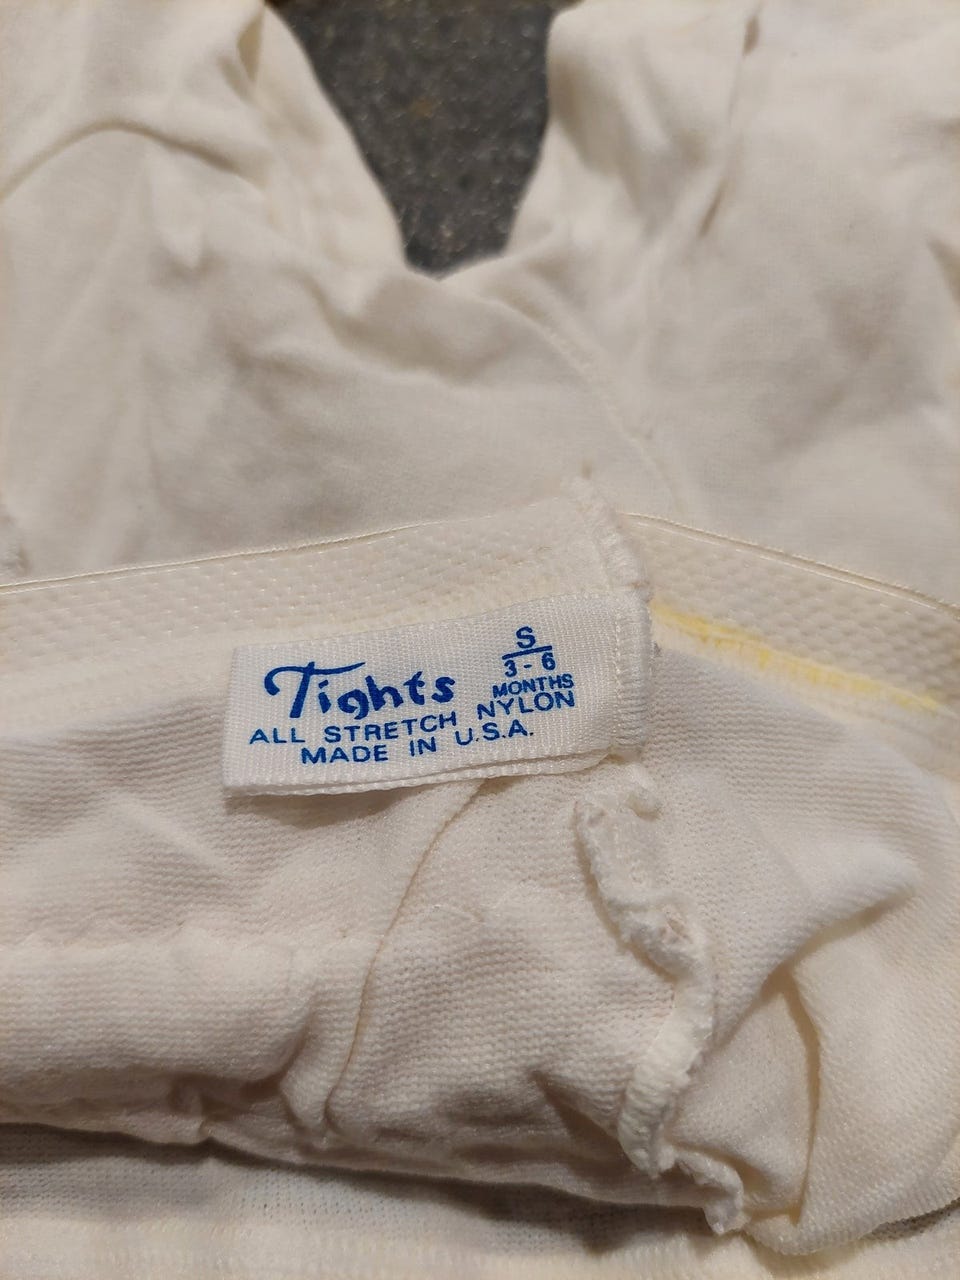 Tights
S
3 - 6
MONTHS
ALL STRETCH NYLON
MADE IN U.S.A.